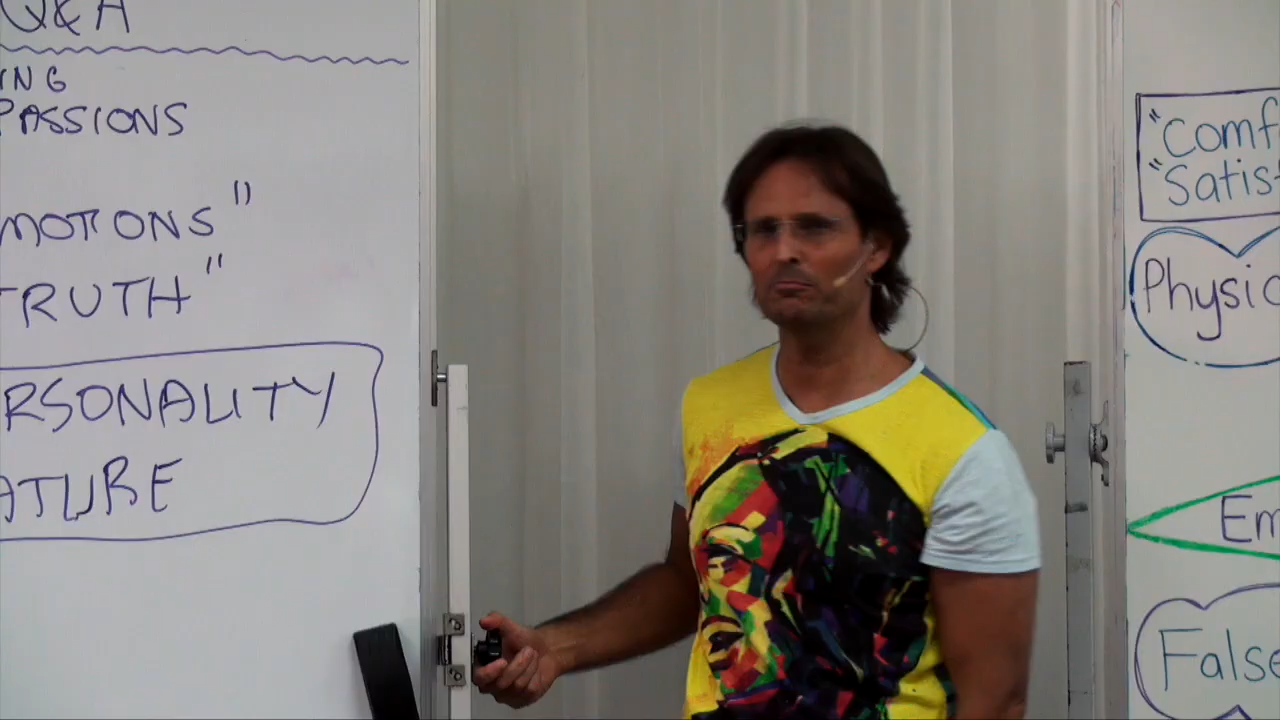 Q&A
ING
PASSIONS
MOTIONS"
TRUTH"
RSONALITY
ATURE
"Comf
"Satis
Physic
Em
False